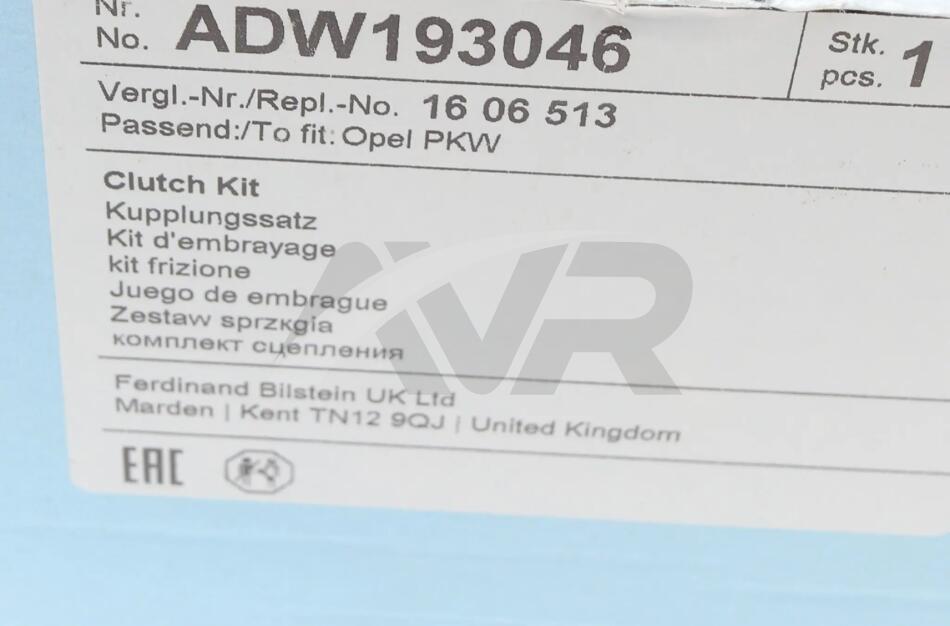 Nr.
No. ADW193046
Stk.
pcs. 1
Vergl.-Nr./Repl.-No. 16 06 513
Passend:/To fit: Opel PKW
Clutch Kit
Kupplungssatz
Kit d'embrayage
kit frizione
Juego de embrague
Zestaw sprzкgіa
комплект сцепления
AVR
Ferdinand Bilstein UK Ltd
Marden | Kent TN12 9QJ | United Kingdom
EAC